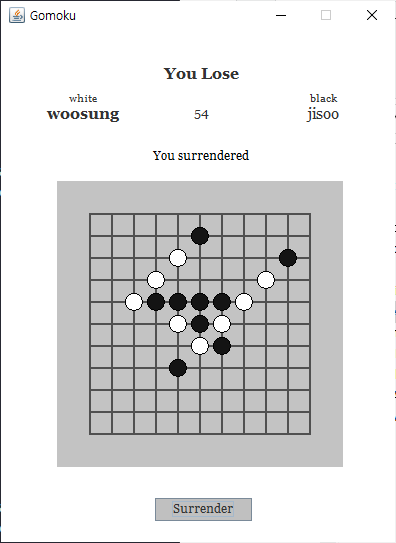 Gomoku
You Lose
white
black
woosung
54
jisoo
You surrendered
Surrender